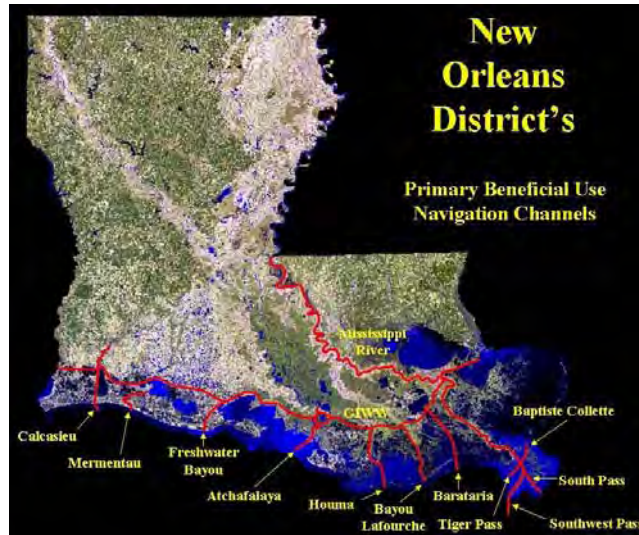 New
Orleans
District's
Primary Beneficial Use
Navigation Channels
Mississippi
River
GIWW
Baptiste Collette
Calcasieu
Mermentau
Freshwater
Bayou
Atchafalaya
Houma
Bayou
Lafourche
Barataria
Tiger Pass
South Pass
Southwest Pass